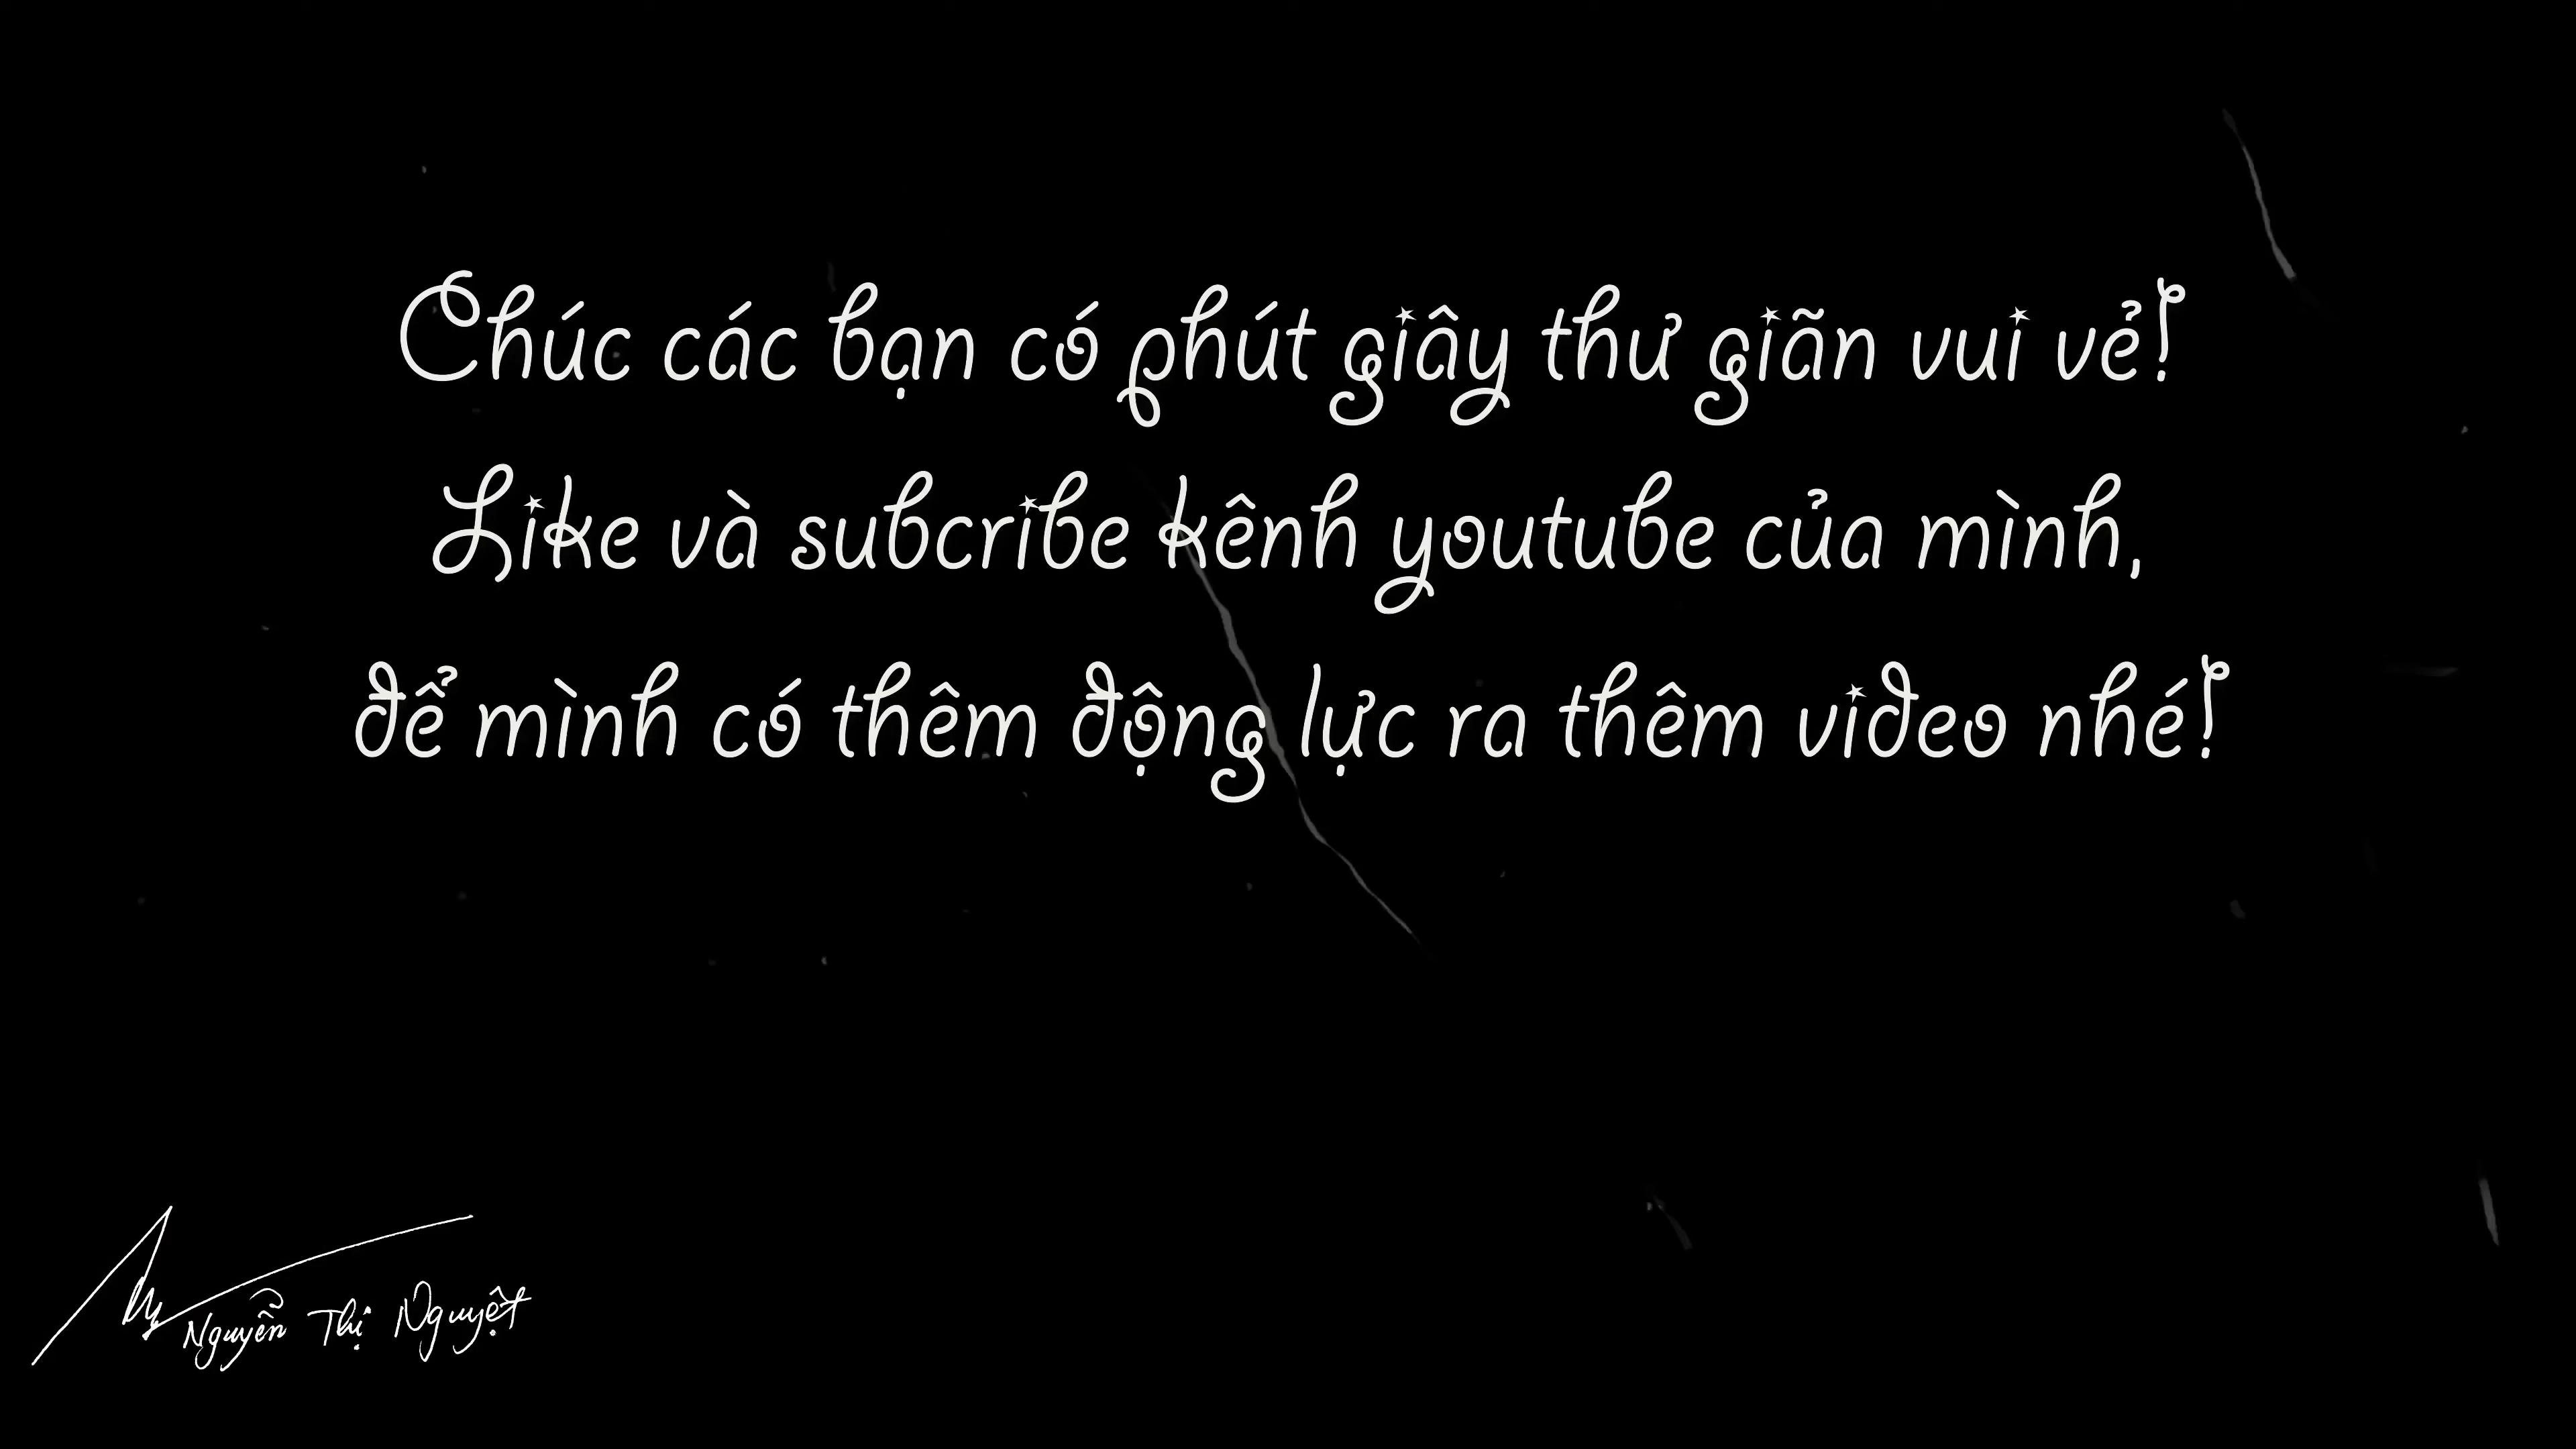 Chúc các bạn có phút giây thư giãn vui vẻ!
Like và subcribe kênh youtube của mình,
để mình có thêm động lực ra thêm video nhé!
Nguyễn Thị Nguyệt